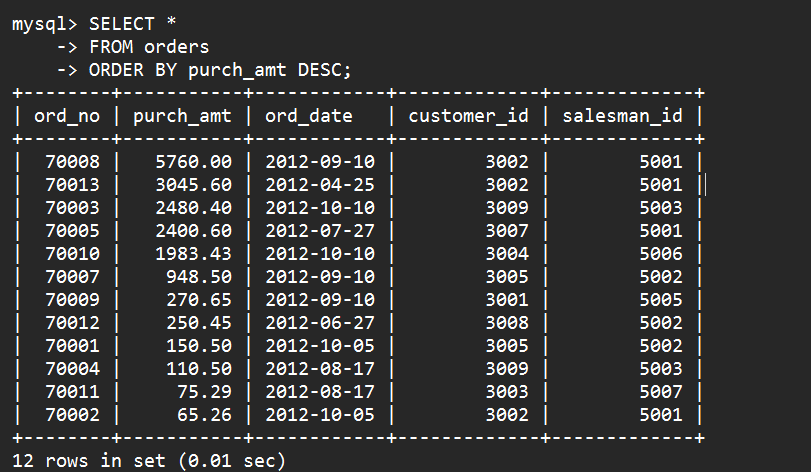 mysql> SELECT *
    -> FROM orders
    -> ORDER BY purch_amt DESC;
+--------+-----------+------------+-------------+-------------+
| ord_no | purch_amt | ord_date   | customer_id | salesman_id |
+--------+-----------+------------+-------------+-------------+
|  70008 |   5760.00 | 2012-09-10 |        3002 |        5001 |
|  70013 |   3045.60 | 2012-04-25 |        3002 |        5001 |
|  70003 |   2480.40 | 2012-10-10 |        3009 |        5003 |
|  70005 |   2400.60 | 2012-07-27 |        3007 |        5001 |
|  70010 |   1983.43 | 2012-10-10 |        3004 |        5006 |
|  70007 |    948.50 | 2012-09-10 |        3005 |        5002 |
|  70009 |    270.65 | 2012-09-10 |        3001 |        5005 |
|  70012 |    250.45 | 2012-06-27 |        3008 |        5002 |
|  70001 |    150.50 | 2012-10-05 |        3005 |        5002 |
|  70004 |    110.50 | 2012-08-17 |        3009 |        5003 |
|  70011 |     75.29 | 2012-08-17 |        3003 |        5007 |
|  70002 |     65.26 | 2012-10-05 |        3002 |        5001 |
+--------+-----------+------------+-------------+-------------+
12 rows in set (0.01 sec)